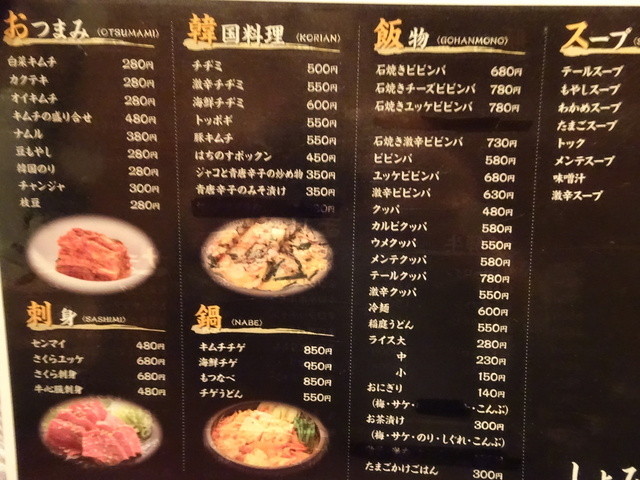 おつまみ (OTSUMAMI)
白菜キムチ 280円
カクテキ 280円
オイキムチ 280円
キムチの盛り合せ 480円
ナムル 380円
豆もやし 280円
韓国のり 280円
チャンジャ 300円
枝豆 280円
刺身 (SASHIMI)
センマイ 480円
さくらユッケ 680円
さくら刺身 680円
牛心臓刺身 480円
韓国料理 (KORIAN)
チヂミ 500円
激辛チヂミ 550円
海鮮チヂミ 600円
トッポギ 550円
豚キムチ 550円
はちのすポックン 450円
ジャコと青唐辛子の炒め物 350円
青唐辛子のみそ漬け 350円
鍋 (NABE)
キムチチゲ 850円
海鮮チゲ 950円
もつなべ 850円
チゲうどん 550円
飯物 (GOHANMONO)
石焼きビビンバ 680円
石焼きチーズビビンバ 780円
石焼きユッケビビンバ 780円
石焼き激辛ビビンバ 730円
ビビンバ 580円
ユッケビビンバ 680円
激辛ビビンバ 630円
クッパ 480円
カルビクッパ 580円
ウメクッパ 550円
メンテクッパ 580円
テールクッパ 780円
激辛クッパ 550円
冷麺 600円
稲庭うどん 550円
ライス大 280円
中 230円
小 150円
おにぎり 140円
(梅・サケ・ ・こんぶ)
お茶漬け 300円
(梅・サケ・のり・しぐれ・こんぶ)
たまごかけごはん 300円
スープ
テールスープ
もやしスープ
わかめスープ
たまごスープ
トック
メンテスープ
味噌汁
激辛スープ